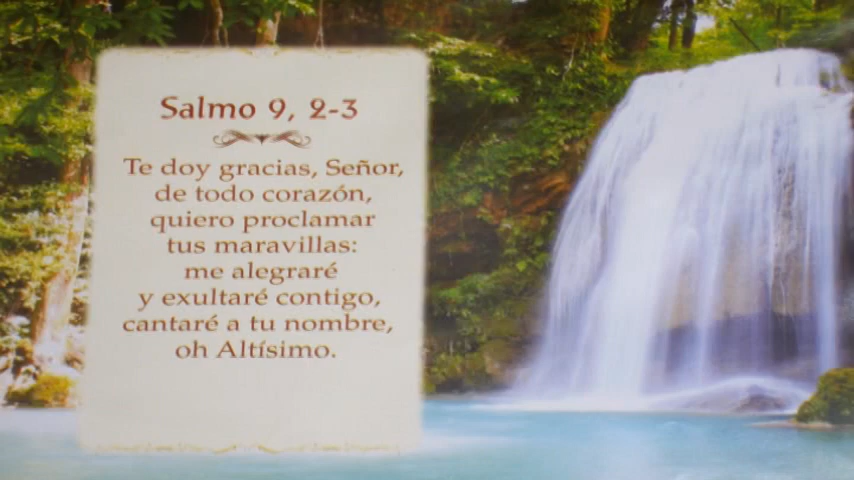 Salmo 9, 2-3
Te doy gracias, Señor,
de todo corazón,
quiero proclamar
tus maravillas:
me alegraré
y exultaré contigo,
cantaré a tu nombre,
oh Altísimo.